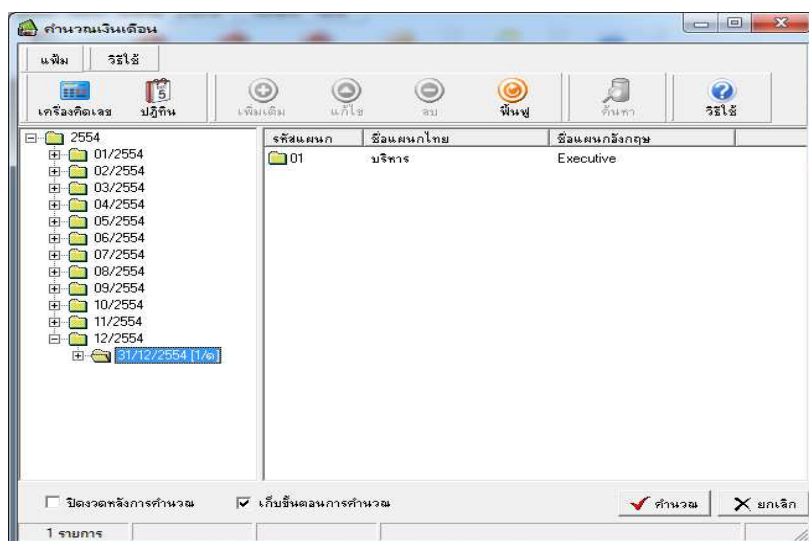 คำนวณเงินเดือน
แฟ้ม วิธีใช้
เครื่องคิดเลข ปฏิทิน เพิ่มเติม แก้ไข ลบ ฟื้นฟู ค้นหา วิธีใช้
2554
01/2554
02/2554
03/2554
04/2554
05/2554
06/2554
07/2554
08/2554
09/2554
10/2554
11/2554
12/2554
31/12/2554 [1/๑]
รหัสแผนก ชื่อแผนกไทย ชื่อแผนกอังกฤษ
01 บริหาร Executive
ปิดงวดหลังการคำนวณ เก็บขั้นตอนการคำนวณ คำนวณ ยกเลิก
1 รายการ